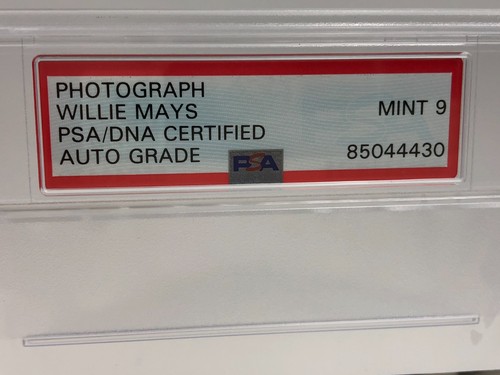 PHOTOGRAPH
WILLIE MAYS MINT 9
PSA/DNA CERTIFIED
AUTO GRADE PSA 85044430